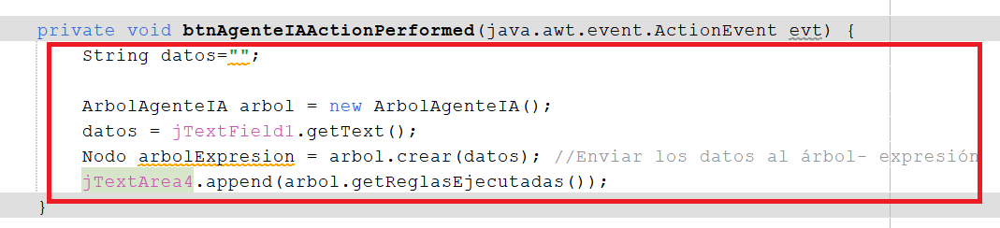 private void btnAgenteIAActionPerformed(java.awt.event.ActionEvent evt) {
String datos="";
ArbolAgenteIA arbol = new ArbolAgenteIA();
datos = jTextField1.getText();
Nodo arbolExpresion = arbol.crear(datos); //Enviar los datos al árbol- expresión
jTextArea4.append(arbol.getReglasEjecutadas());
}